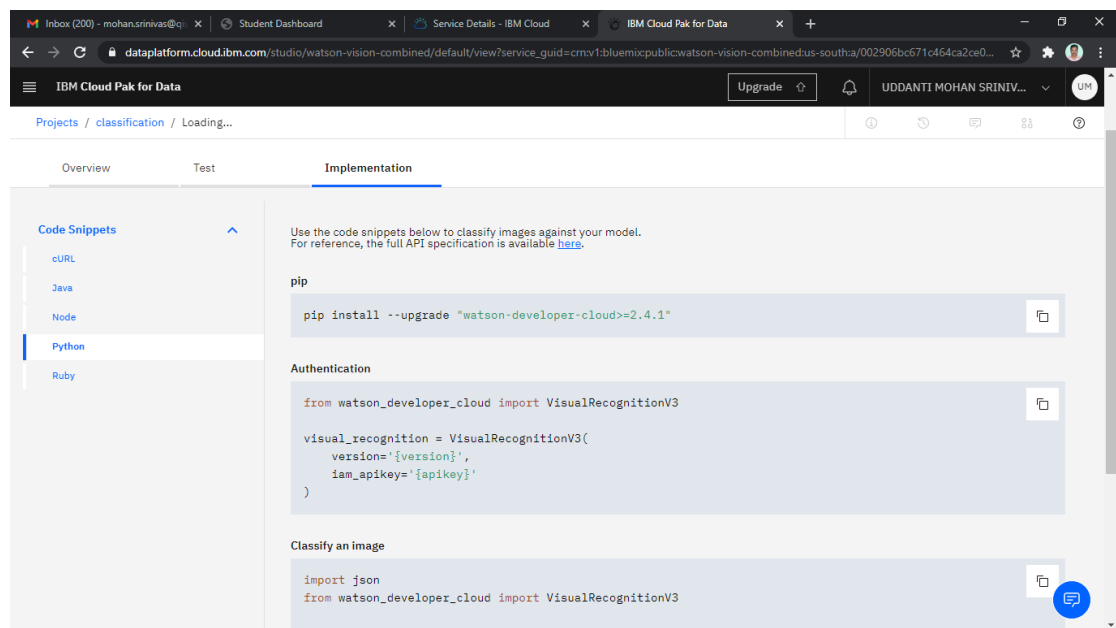 Inbox (200) - mohan.srinivas@q
Student Dashboard
Service Details - IBM Cloud
IBM Cloud Pak for Data
dataplatform.cloud.ibm.com/studio/watson-vision-combined/default/view?service_guid=crn:v1:bluemix:public:watson-vision-combined:us-south:a/002906bc671c464ca2ce0...
IBM Cloud Pak for Data
Upgrade
UDDANTI MOHAN SRINIV...
UM
Projects / classification / Loading...
Overview
Test
Implementation
Code Snippets
cURL
Java
Node
Python
Ruby
Use the code snippets below to classify images against your model.
For reference, the full API specification is available here.
pip
pip install --upgrade "watson-developer-cloud>=2.4.1"
Authentication
from watson_developer_cloud import VisualRecognitionV3
visual_recognition = VisualRecognitionV3(
version='{version}',
iam_apikey='{apikey}'
)
Classify an image
import json
from watson_developer_cloud import VisualRecognitionV3